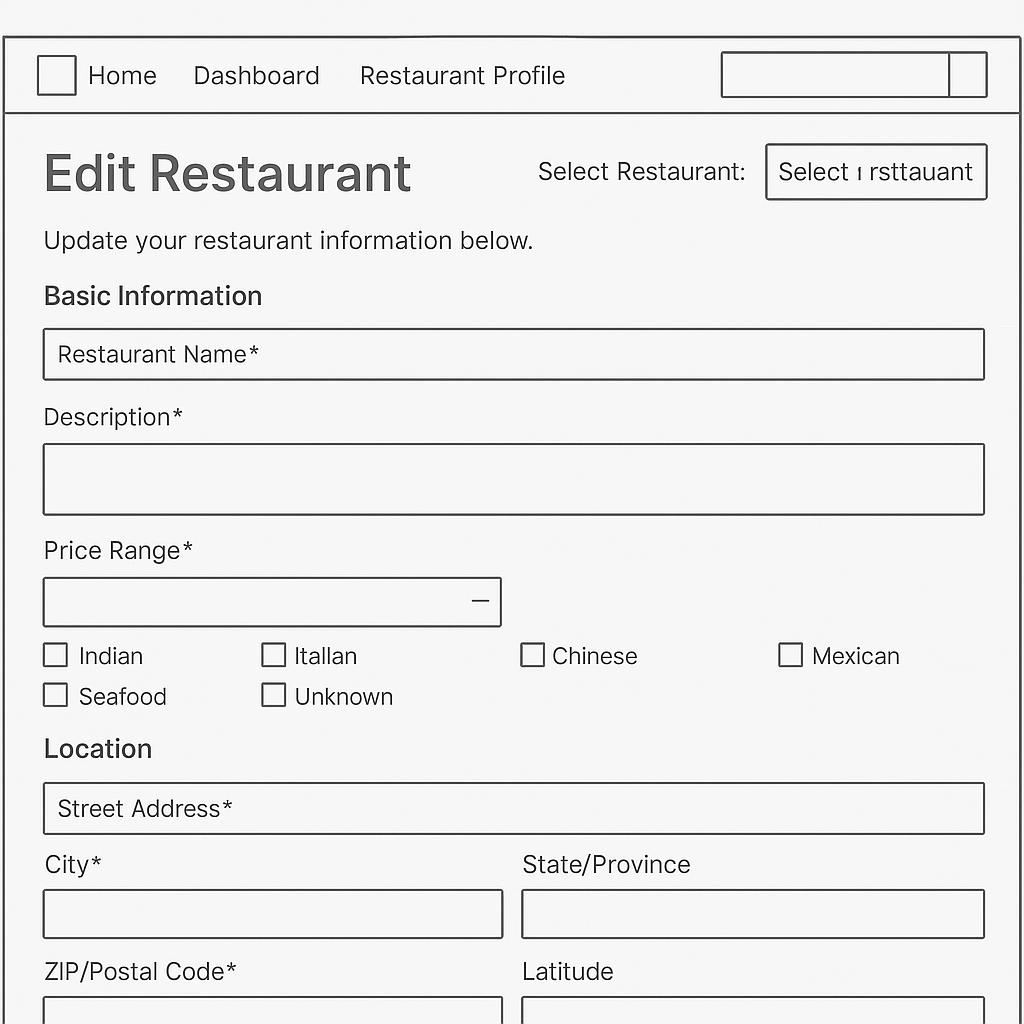 Home Dashboard Restaurant Profile
Edit Restaurant
Select Restaurant: Select ı rsttauant
Update your restaurant information below.
Basic Information
Restaurant Name*
Description*
Price Range*
Indian Itallan Chinese Mexican
Seafood Unknown
Location
Street Address*
City* State/Province
ZIP/Postal Code* Latitude